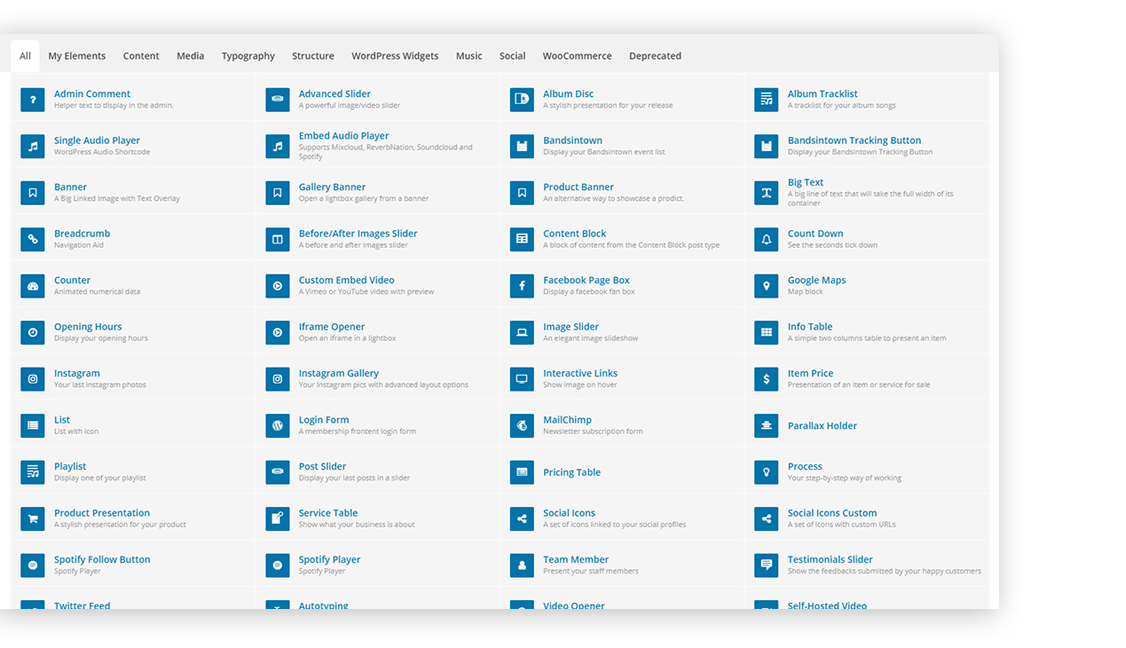 All My Elements Content Media Typography Structure WordPress Widgets Music Social WooCommerce Deprecated
Admin Comment
Helper text to display in the admin.
Advanced Slider
A powerful image/video slider
Album Disc
A stylish presentation for your release
Album Tracklist
A tracklist for your album songs
Single Audio Player
WordPress Audio Shortcode
Embed Audio Player
Supports Mixcloud, ReverbNation, Soundcloud and
Spotify
Bandsintown
Display your Bandsintown event list
Bandsintown Tracking Button
Display your Bandsintown Tracking Button
Banner
A Big Linked Image with Text Overlay
Gallery Banner
Open a lightbox gallery from a banner
Product Banner
An alternative way to showcase a prodict.
Big Text
A big line of text that will take the full width of its
container
Breadcrumb
Navigation Aid
Before/After Images Slider
A before and after images slider
Content Block
A block of content from the Content Block post type
Count Down
See the seconds tick down
Counter
Animated numerical data
Custom Embed Video
A Vimeo or YouTube video with preview
Facebook Page Box
Display a facebook fan box
Google Maps
Map block
Opening Hours
Display your opening hours
Iframe Opener
Open an iframe in a lightbox
Image Slider
An elegant image slideshow
Info Table
A simple two columns table to present an item
Instagram
Your last instagram photos
Instagram Gallery
Your Instagram pics with advanced layout options
Interactive Links
Show image on hover
Item Price
Presentation of an item or service for sale
List
List with icon
Login Form
A membership frontent login form
MailChimp
Newsletter subscription form
Parallax Holder
Playlist
Display one of your playlist
Post Slider
Display your last posts in a slider
Pricing Table
Process
Your step-by-step way of working
Product Presentation
A stylish presentation for your product
Service Table
Show what your business is about
Social Icons
A set of icons linked to your social profiles
Social Icons Custom
A set of icons with custom URLs
Spotify Follow Button
Spotify Player
Spotify Player
Spotify Player
Team Member
Present your staff members
Testimonials Slider
Show the feedbacks submitted by your happy customers
Twitter Feed
Autotyping
Video Opener
Self-Hosted Video